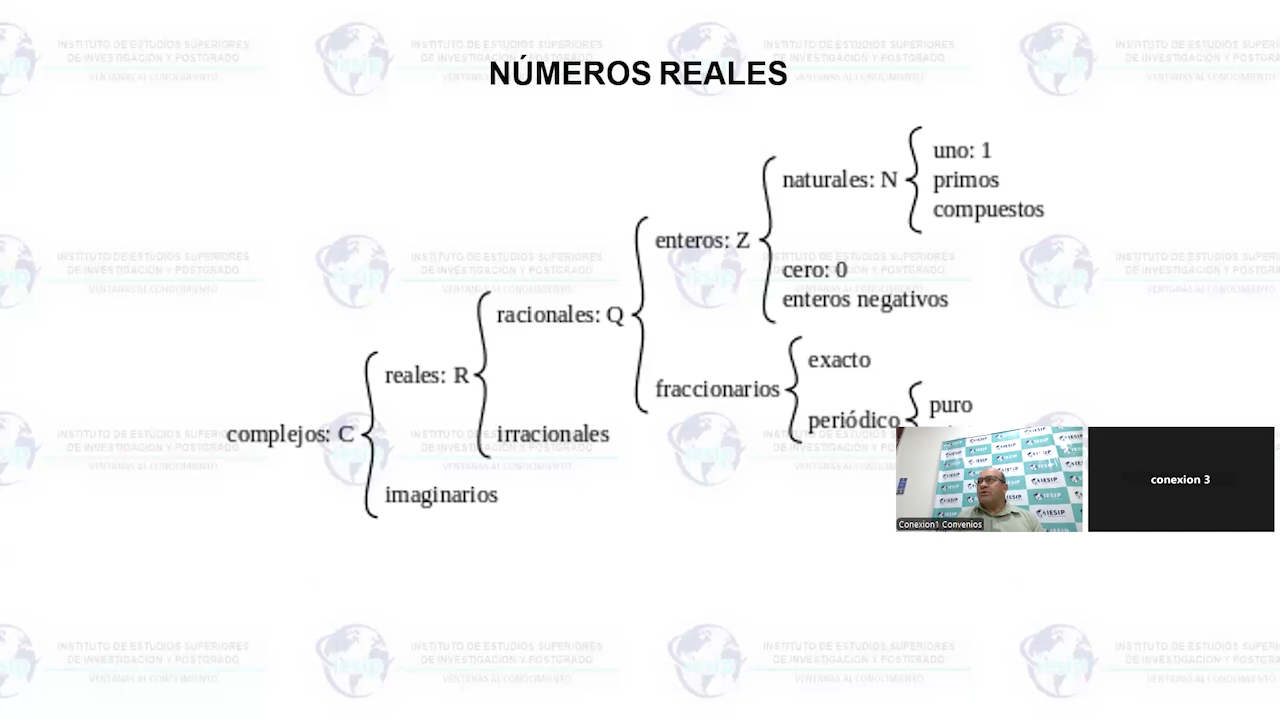 NÚMEROS REALES
uno: 1
naturales: N
primos
compuestos
enteros: Z
cero: 0
enteros negativos
racionales: Q
exacto
reales: R
fraccionarios
puro
periódico
complejos: C
irracionales
imaginarios
conexion 3
Conexion1 Convenios
INSTITUTO DE ESTUDIOS SUPERIORES
DE INVESTIGACION Y POSTGRADO
VENTANAS AL CONOCIMIENTO
IESIP